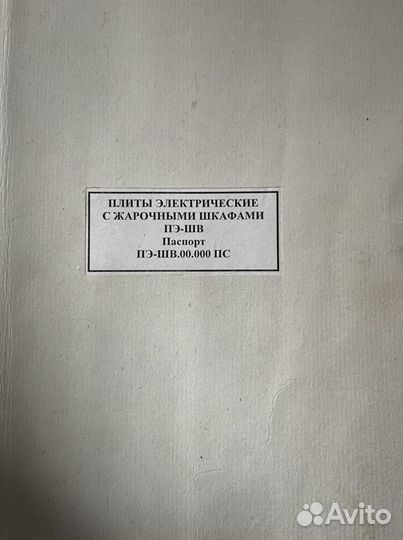 ПЛИТЫ ЭЛЕКТРИЧЕСКИЕ
С ЖАРОЧНЫМИ ШКАФАМИ
ПЭ-ШВ
Паспорт
ПЭ-ШВ.00.000 ПС
Avito